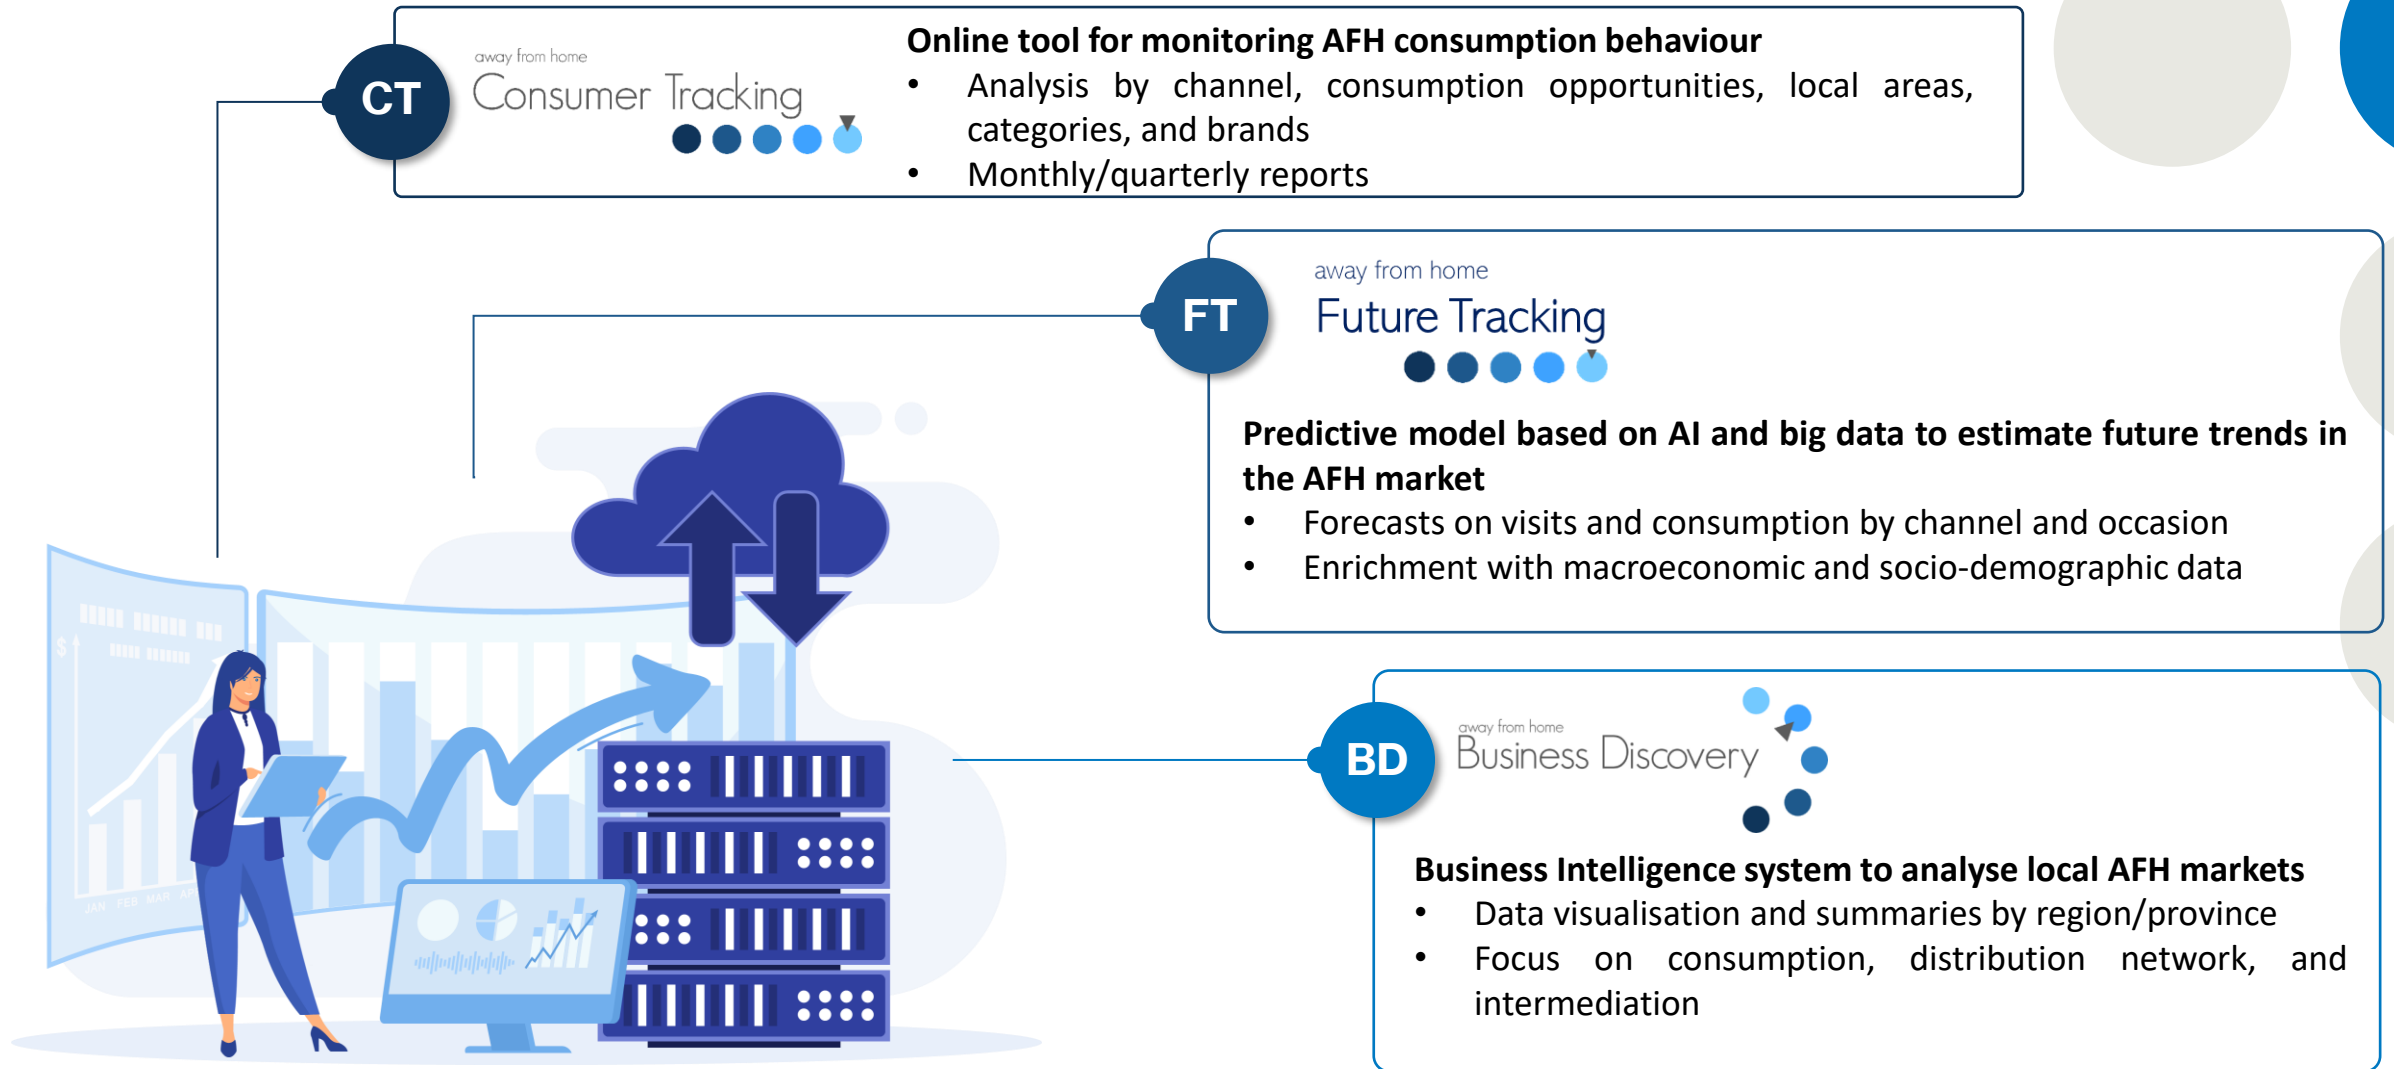 CT
away from home
Consumer Tracking
Online tool for monitoring AFH consumption behaviour
• Analysis by channel, consumption opportunities, local areas,
categories, and brands
• Monthly/quarterly reports
FT
away from home
Future Tracking
Predictive model based on AI and big data to estimate future trends in
the AFH market
• Forecasts on visits and consumption by channel and occasion
• Enrichment with macroeconomic and socio-demographic data
BD
away from home
Business Discovery
Business Intelligence system to analyse local AFH markets
• Data visualisation and summaries by region/province
• Focus on consumption, distribution network, and
intermediation
$
JAN FEB MAR